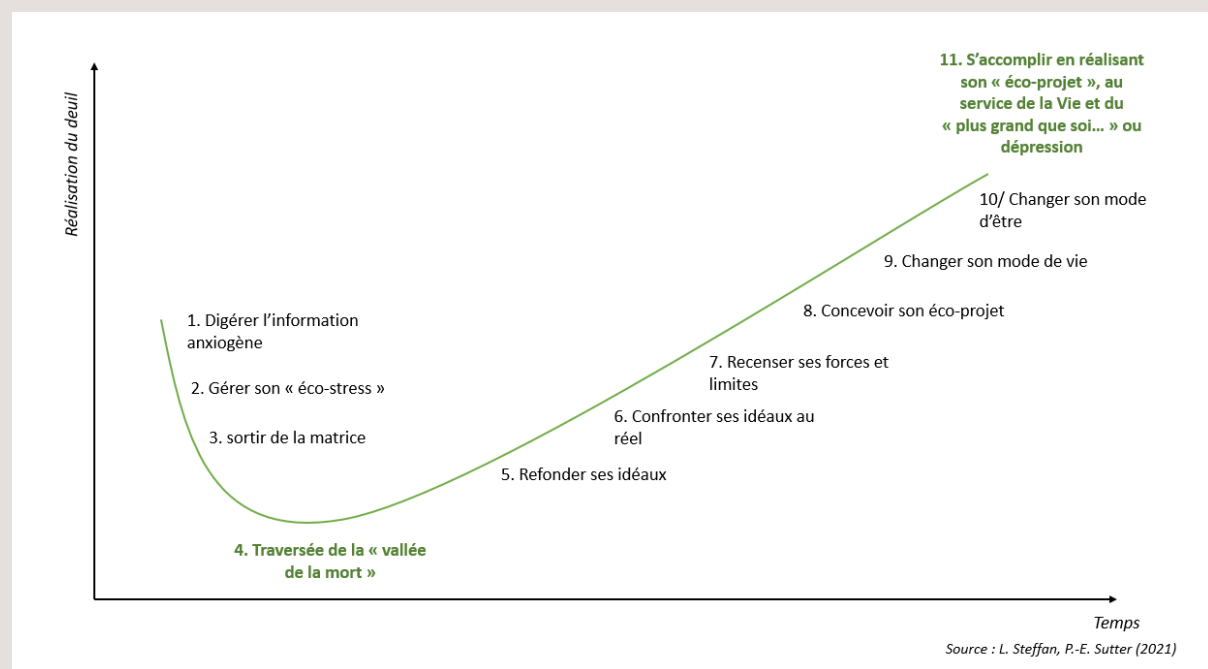 11. S'accomplir en réalisant
son « éco-projet », au
service de la Vie et du
« plus grand que soi... » ou
dépression
Réalisation du deuil
10/ Changer son mode
d'être
9. Changer son mode de vie
8. Concevoir son éco-projet
1. Digérer l'information
anxiogène
7. Recenser ses forces et
limites
2. Gérer son « éco-stress »
6. Confronter ses idéaux au
réel
3. sortir de la matrice
5. Refonder ses idéaux
4. Traversée de la « vallée
de la mort »
Temps
Source : L. Steffan, P.-E. Sutter (2021)